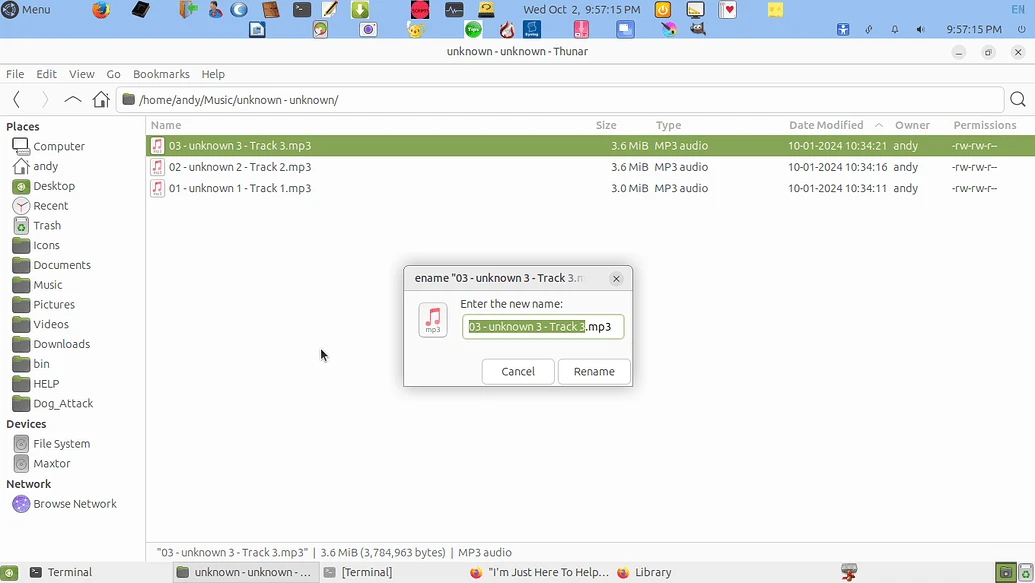 Menu
Wed Oct 2, 9:57:15 PM
EN
9:57:15 PM
unknown - unknown - Thunar
File Edit View Go Bookmarks Help
/home/andy/Music/unknown - unknown/
Places
Computer
andy
Desktop
Recent
Trash
Icons
Documents
Music
Pictures
Videos
Downloads
bin
HELP
Dog_Attack
Devices
File System
Maxtor
Network
Browse Network
Name Size Type Date Modified Owner Permissions
03 - unknown 3 - Track 3.mp3 3.6 MiB MP3 audio 10-01-2024 10:34:21 andy -rw-rw-r--
02 - unknown 2 - Track 2.mp3 3.6 MiB MP3 audio 10-01-2024 10:34:16 andy -rw-rw-r--
01 - unknown 1 - Track 1.mp3 3.0 MiB MP3 audio 10-01-2024 10:34:11 andy -rw-rw-r--
ename "03 - unknown 3 - Track 3.m
Enter the new name:
mp3
03 - unknown 3 - Track 3.mp3
Cancel Rename
"03 - unknown 3 - Track 3.mp3" | 3.6 MiB (3,784,963 bytes) | MP3 audio
Terminal unknown - unknown - ... [Terminal] "I'm Just Here To Help... Library